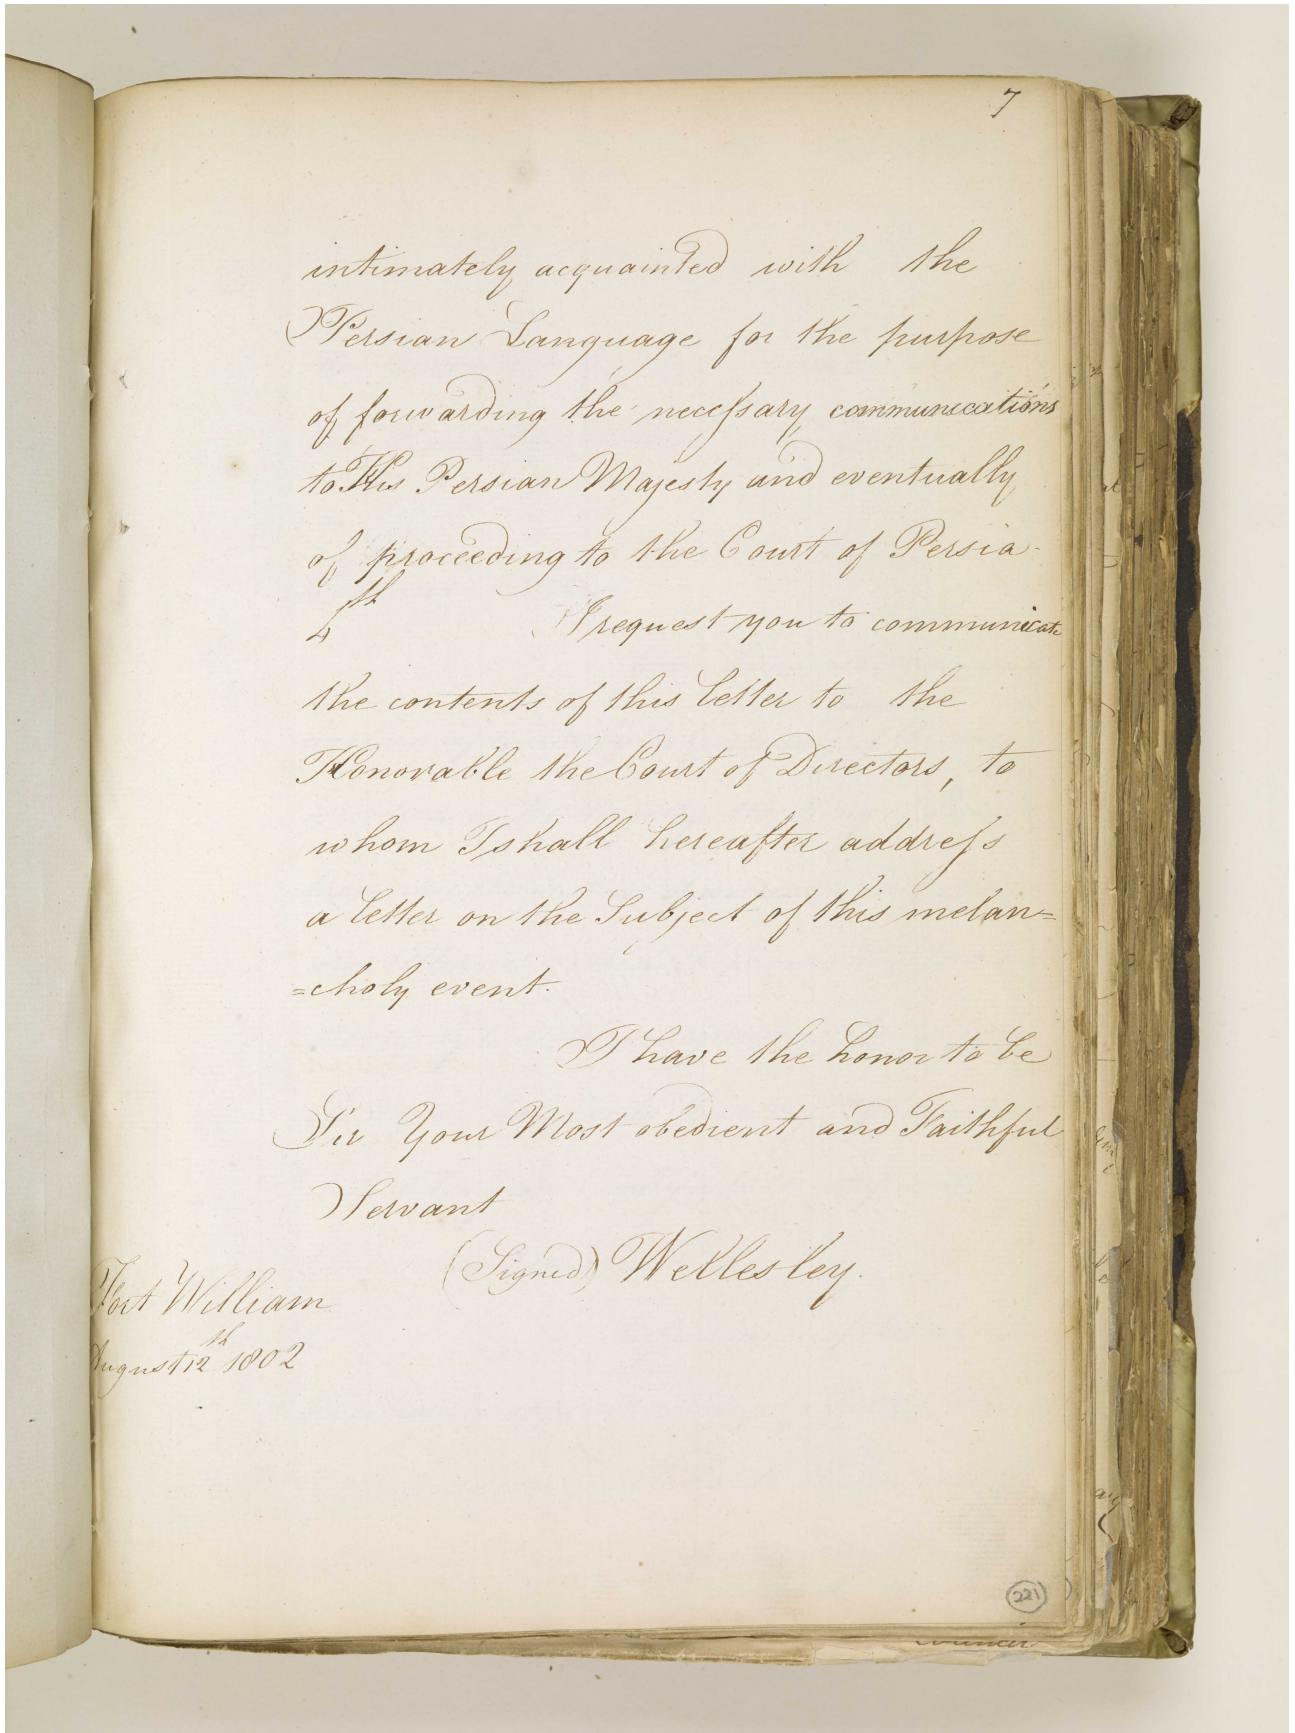 7
intimately acquainted with the
Persian Language for the purpose
of forwarding the necessary communications
to His Persian Majesty and eventually
of proceeding to the Court of Persia.
4th I request you to communicate
the contents of this letter to the
Honorable the Court of Directors, to
whom I shall hereafter address
a letter on the Subject of this melan=
=choly event.
I have the honor to be
Sir Your Most obedient and Faithful
Servant
(Signed) Wellesley.
Fort William
August 12th 1802
221